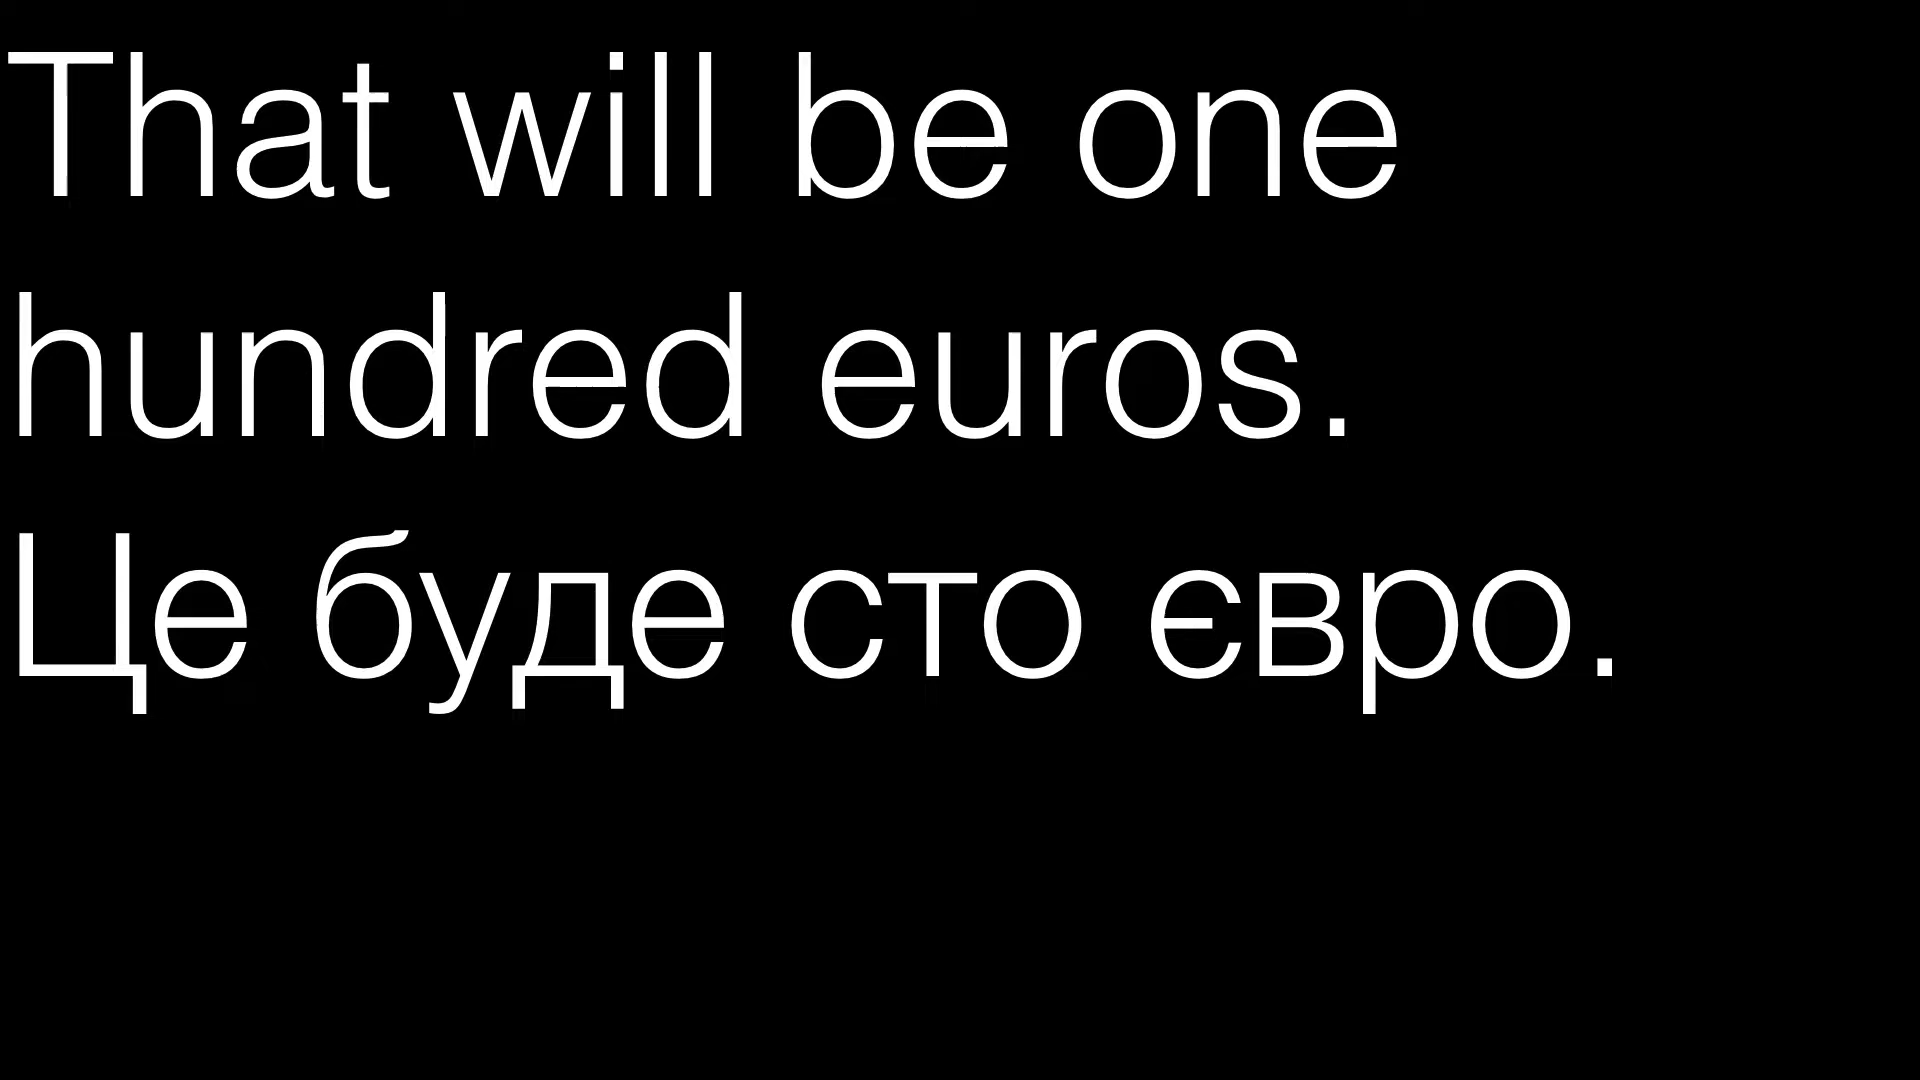 That will be one
hundred euros.
Це буде сто євро.